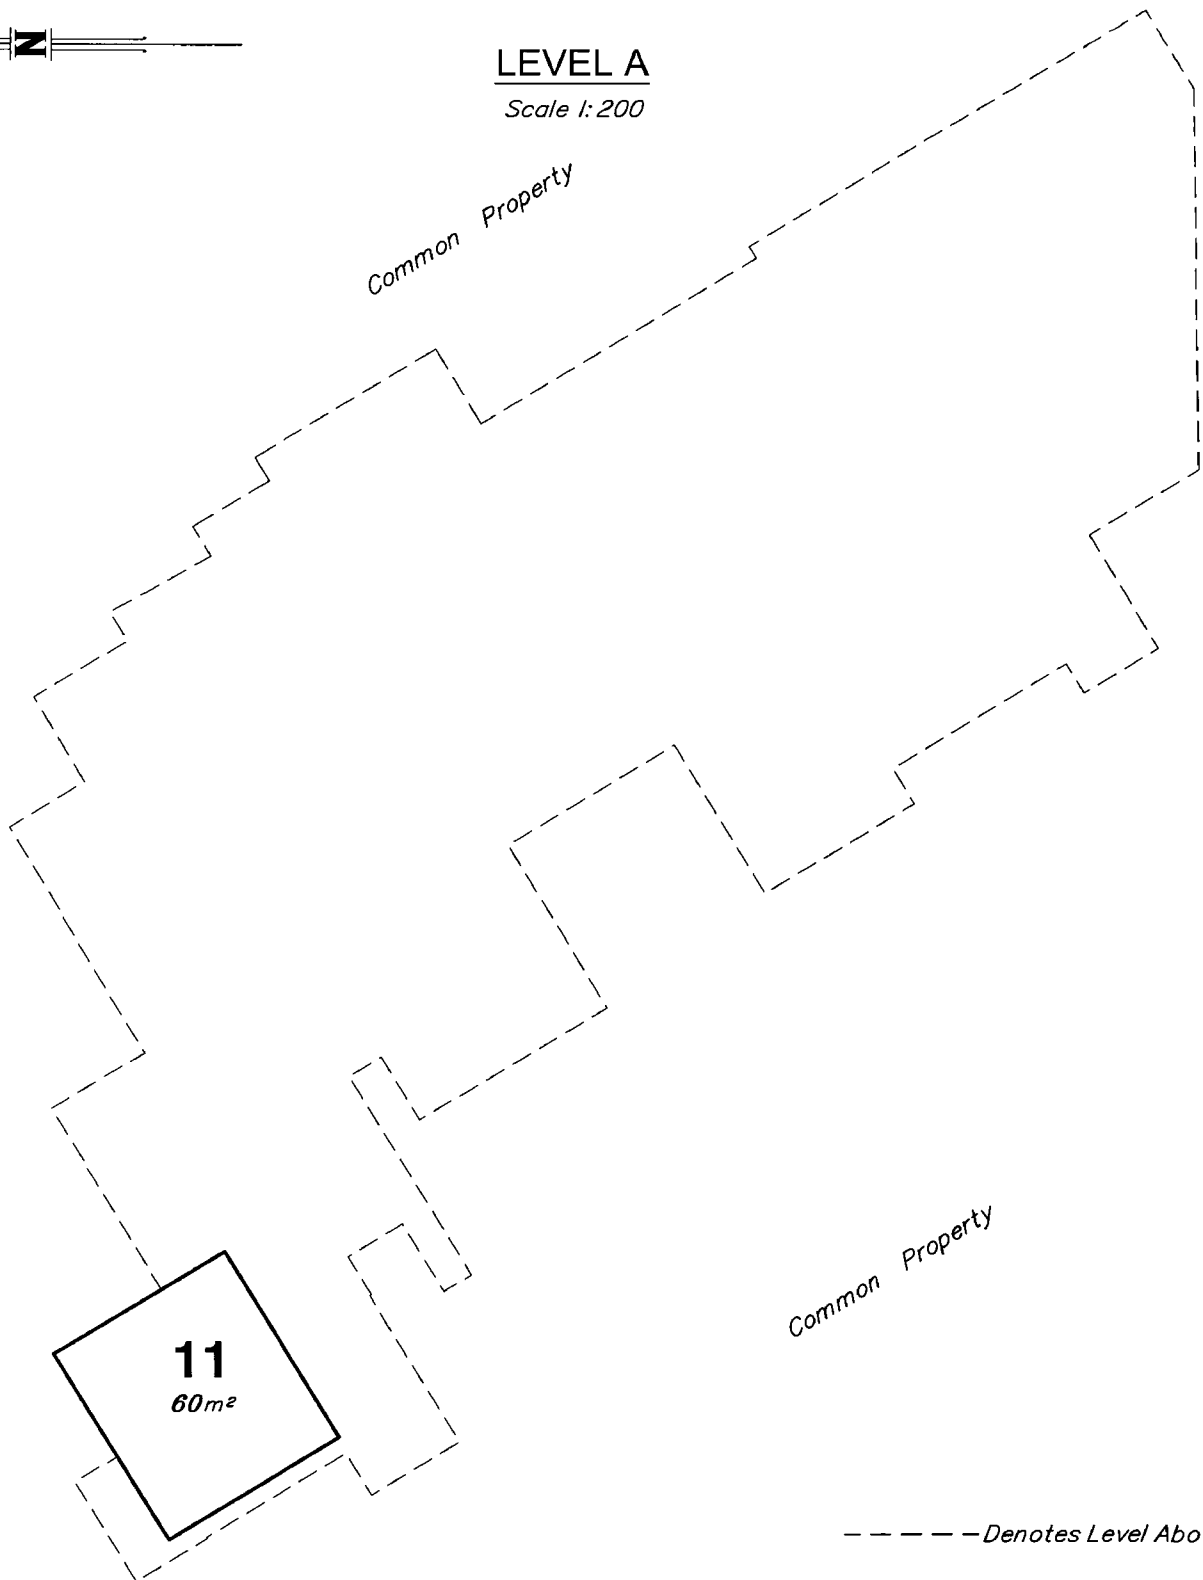 N
LEVEL A
Scale 1:200
Common Property
11
60m²
Common Property
Denotes Level Abo